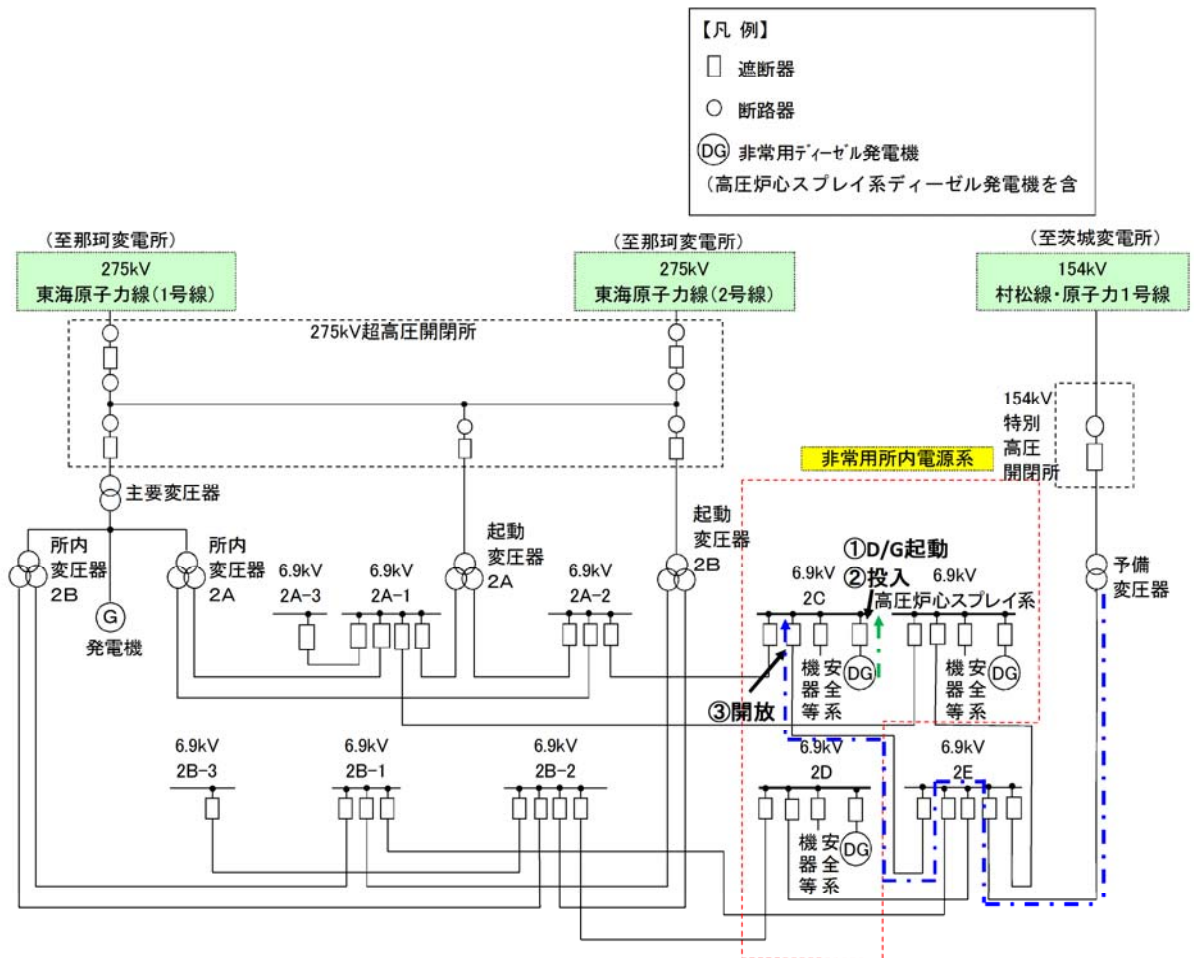 【凡 例】
遮断器
断路器
DG 非常用ディーゼル発電機
(高圧炉心スプレイ系ディーゼル発電機を含
(至那珂変電所)
275kV
東海原子力線(1号線)
(至那珂変電所)
275kV
東海原子力線(2号線)
(至茨城変電所)
154kV
村松線・原子力1号線
275kV超高圧開閉所
154kV
特別
高圧
開閉所
非常用所内電源系
主要変圧器
所内
変圧器
2B
所内
変圧器
2A
G
発電機
起動
変圧器
2A
起動
変圧器
2B
予備
変圧器
①D/G起動
②投入
③開放
6.9kV
2A-3
6.9kV
2A-1
6.9kV
2A-2
6.9kV
2C
6.9kV
高圧炉心スプレイ系
機器等
安全系
DG
機器等
安全系
DG
6.9kV
2B-3
6.9kV
2B-1
6.9kV
2B-2
6.9kV
2D
6.9kV
2E
機器等
安全系
DG